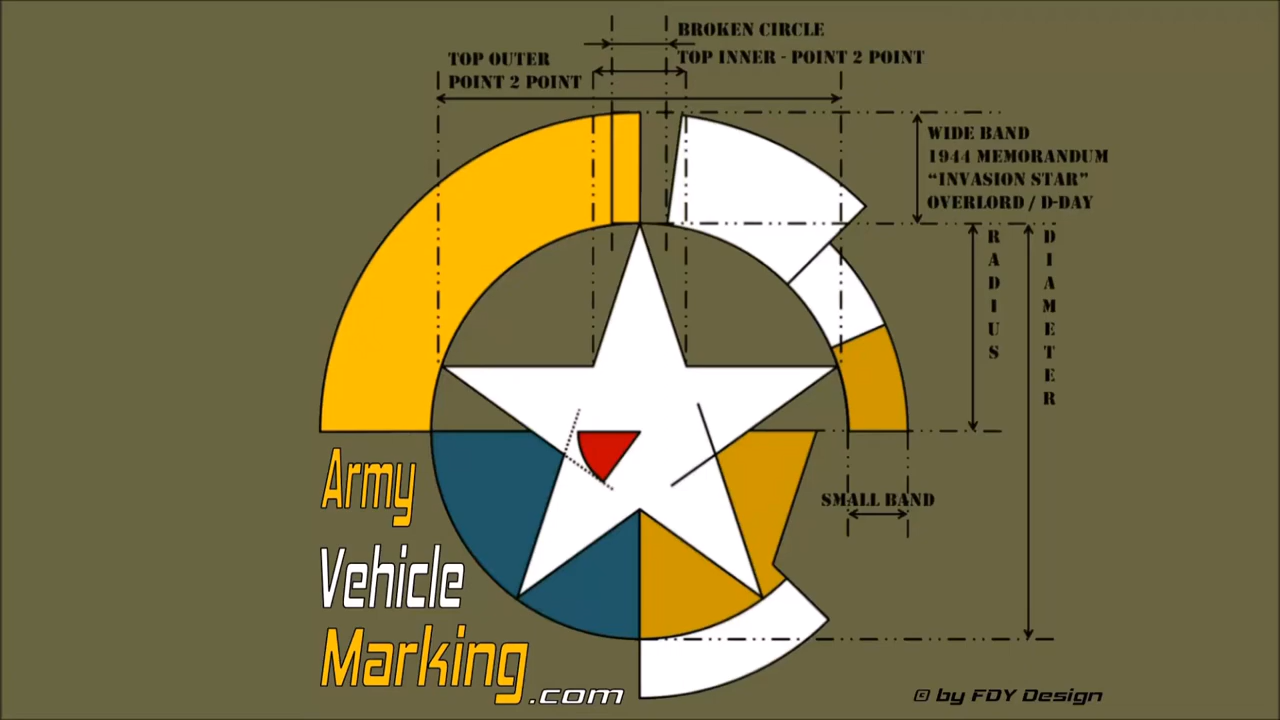 BROKEN CIRCLE
TOP OUTER
POINT 2 POINT
TOP INNER - POINT 2 POINT
WIDE BAND
1944 MEMORANDUM
“INVASION STAR”
OVERLORD / D-DAY
RADIUS
DIAMETER
SMALL BAND
Army
Vehicle
Marking.com
© by FDY Design